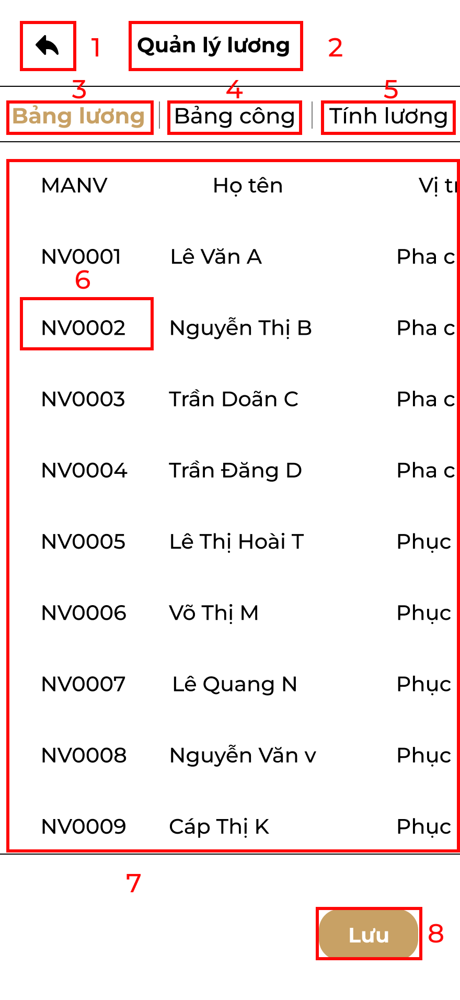 1 Quản lý lương 2
3 4 5
Bảng lương Bảng công Tính lương
MANV Họ tên Vị
NV0001 Lê Văn A Pha c
6
NV0002 Nguyễn Thị B Pha c
NV0003 Trần Doãn C Pha c
NV0004 Trần Đăng D Pha c
NV0005 Lê Thị Hoài T Phục
NV0006 Võ Thị M Phục
NV0007 Lê Quang N Phục
NV0008 Nguyễn Văn v Phục
NV0009 Cáp Thị K Phục
7
Lưu 8